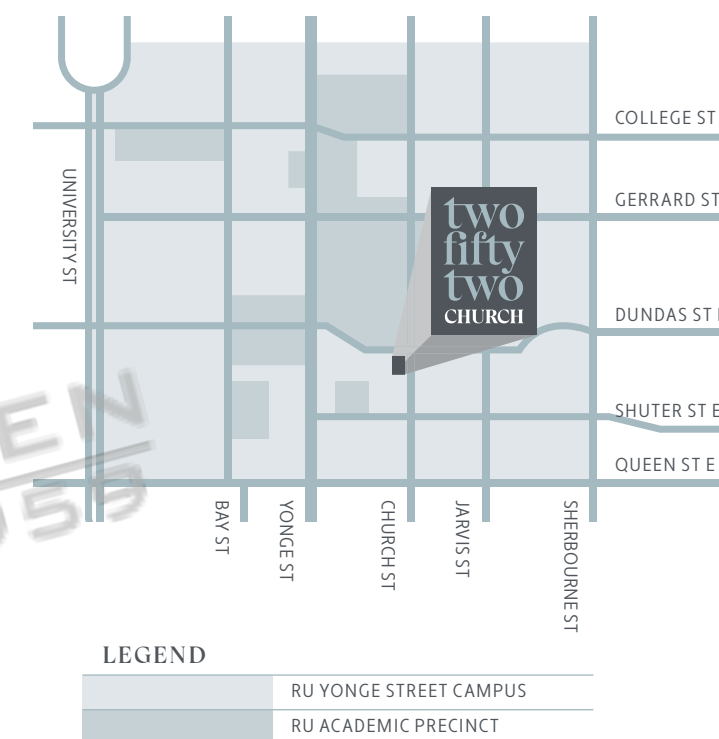 COLLEGE ST
UNIVERSITY ST
GERRARD ST
two
fifty
two
CHURCH
DUNDAS ST
SHUTER ST E
QUEEN ST E
BAY ST
YONGE ST
CHURCH ST
JARVIS ST
SHERBOURNE ST
LEGEND
RU YONGE STREET CAMPUS
RU ACADEMIC PRECINCT